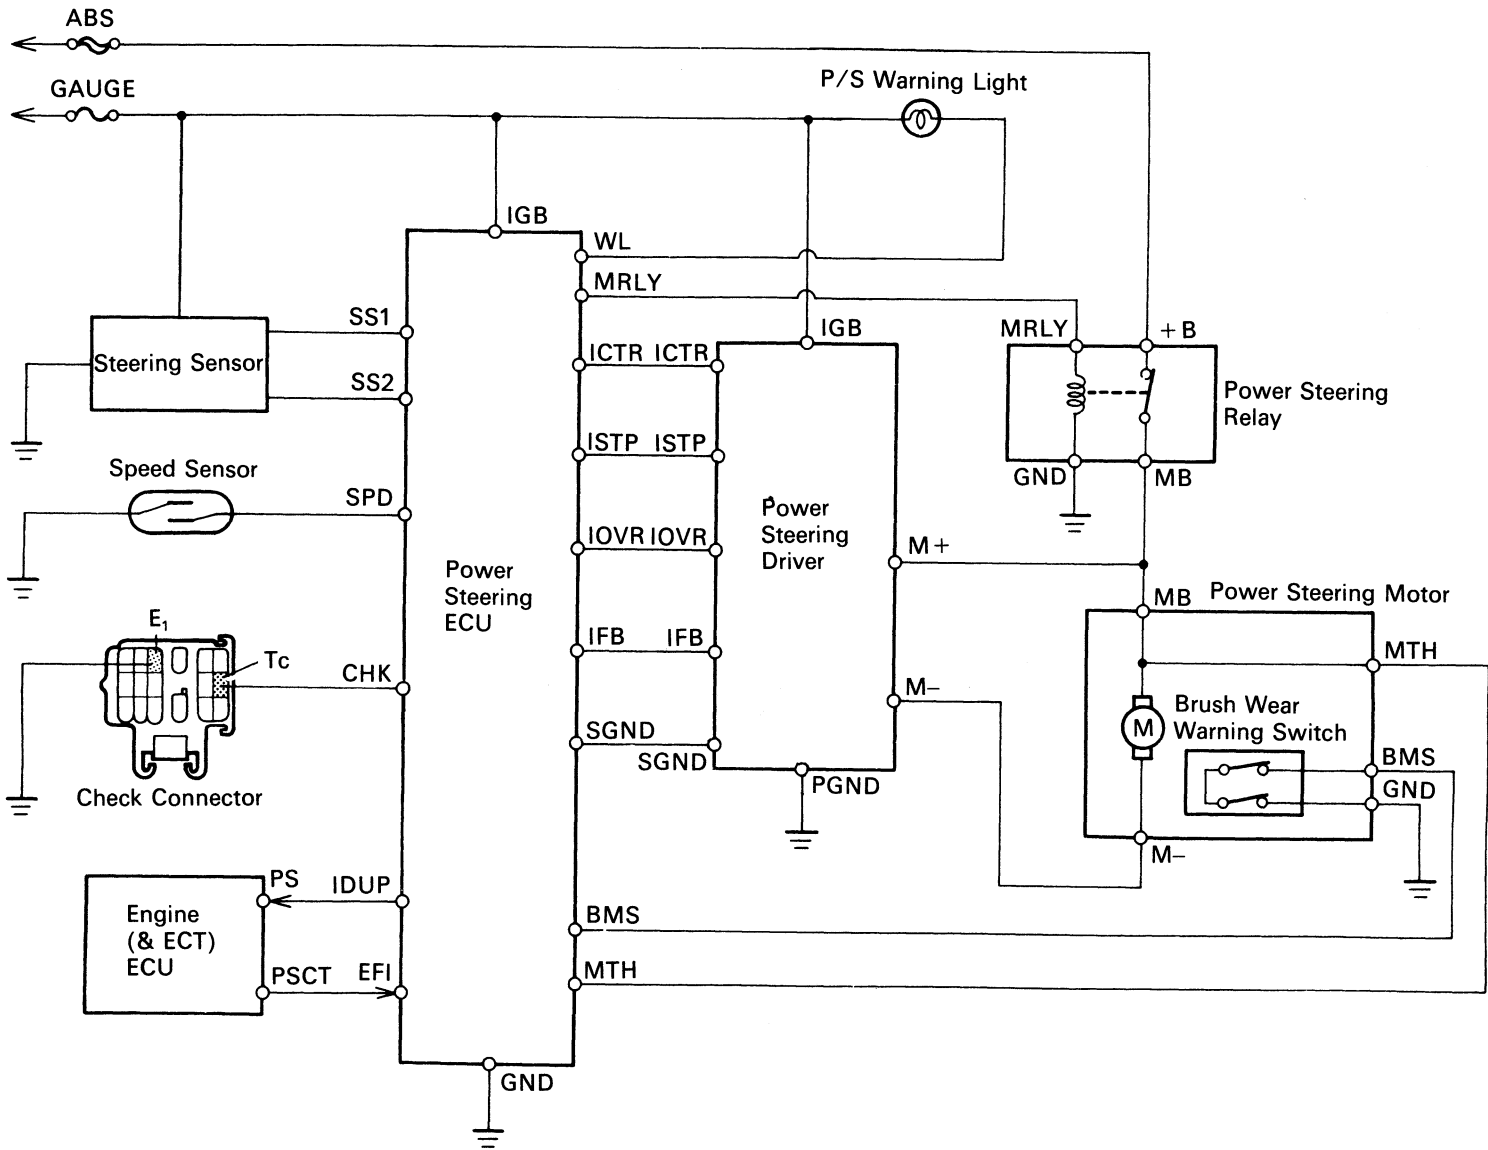 ABS
GAUGE
P/S Warning Light
IGB
WL
MRLY
SS1
Steering Sensor
SS2
IGB
MRLY
+B
ICTR ICTR
Power Steering
Relay
ISTP ISTP
GND
MB
Speed Sensor
SPD
Power
Steering
Driver
IOVR IOVR
M+
Power
Steering
ECU
MB
Power Steering Motor
E1
Tc
CHK
IFB IFB
MTH
M−
Brush Wear
Warning Switch
M
SGND
SGND
BMS
GND
PGND
Check Connector
M−
PS
IDUP
Engine
(& ECT)
ECU
BMS
PSCT
EFI
MTH
GND